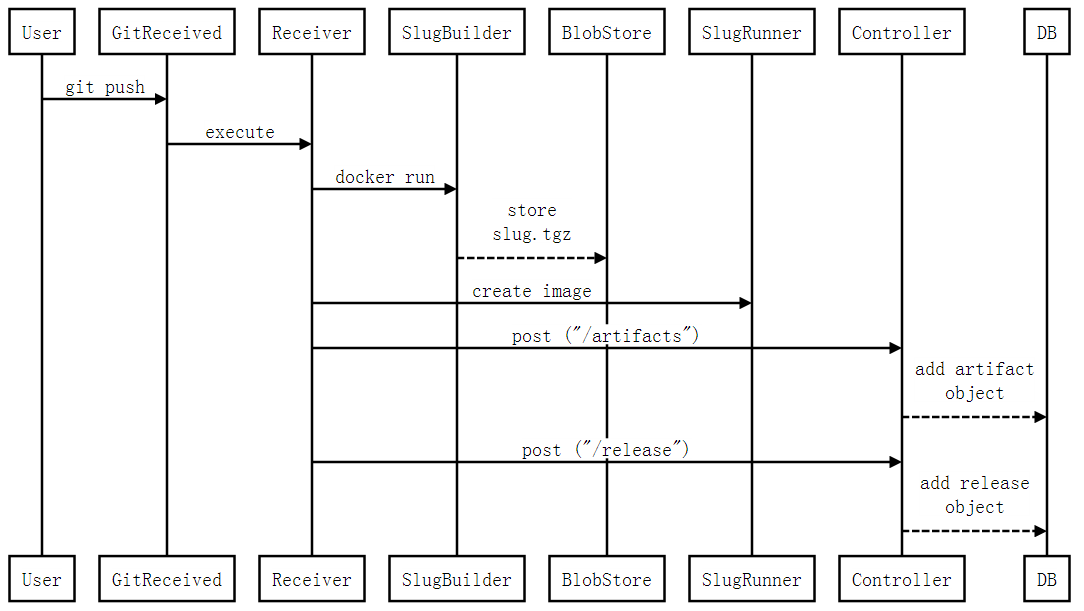 User GitReceived Receiver SlugBuilder BlobStore SlugRunner Controller DB
git push
execute
docker run
store
slug.tgz
create image
post ("/artifacts")
add artifact
object
post ("/release")
add release
object
User GitReceived Receiver SlugBuilder BlobStore SlugRunner Controller DB